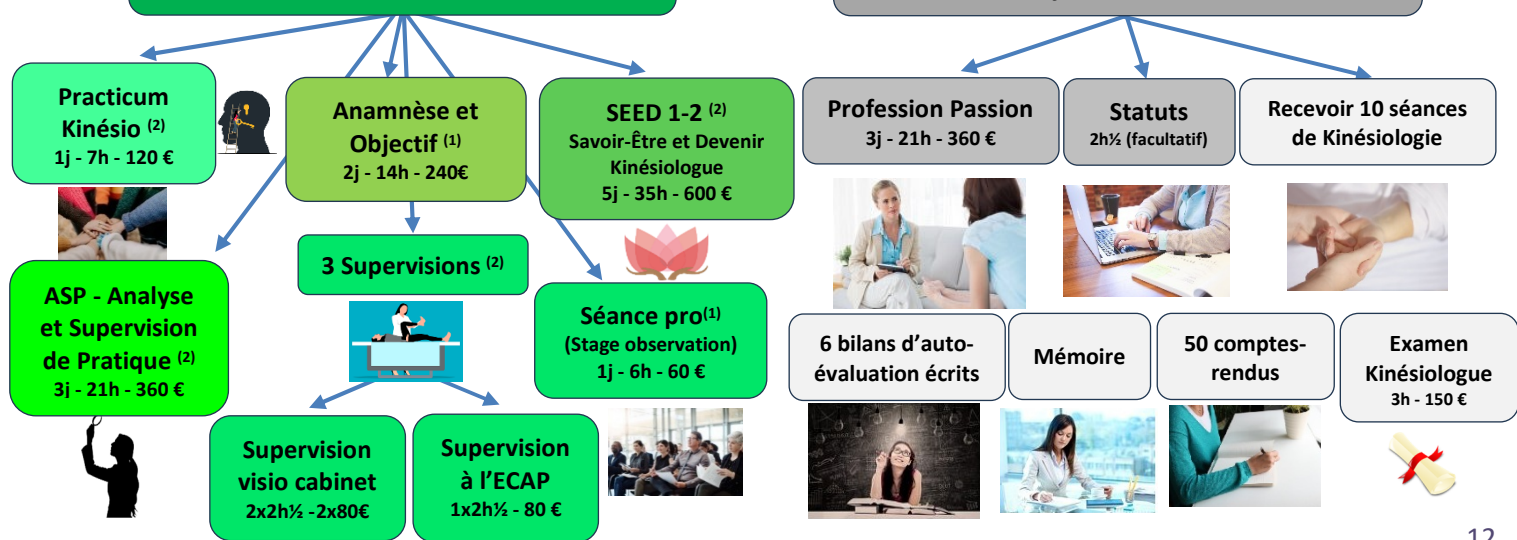 Practicum
Kinésio (2)
1j - 7h - 120 €
Anamnèse et
Objectif (1)
2j - 14h - 240€
SEED 1-2 (2)
Savoir-Être et Devenir
Kinésiologue
5j - 35h - 600 €
3 Supervisions (2)
ASP - Analyse
et Supervision
de Pratique (2)
3j - 21h - 360 €
Séance pro(1)
(Stage observation)
1j - 6h - 60 €
Supervision
visio cabinet
2x2h½ -2x80€
Supervision
à l’ECAP
1x2h½ - 80 €
Profession Passion
3j - 21h - 360 €
Statuts
2h½ (facultatif)
Recevoir 10 séances
de Kinésiologie
6 bilans d’auto-
évaluation écrits
Mémoire
50 comptes-
rendus
Examen
Kinésiologue
3h - 150 €
12